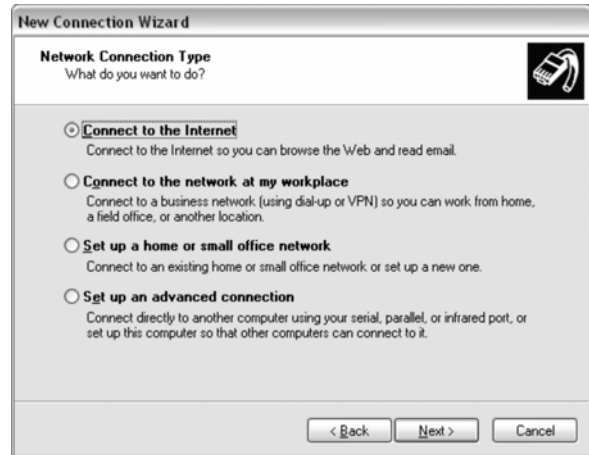 New Connection Wizard
Network Connection Type
What do you want to do?
Connect to the Internet
Connect to the Internet so you can browse the Web and read email.
Connect to the network at my workplace
Connect to a business network (using dial-up or VPN) so you can work from home,
a field office, or another location.
Set up a home or small office network
Connect to an existing home or small office network or set up a new one.
Set up an advanced connection
Connect directly to another computer using your serial, parallel, or infrared port, or
set up this computer so that other computers can connect to it.
< Back Next > Cancel